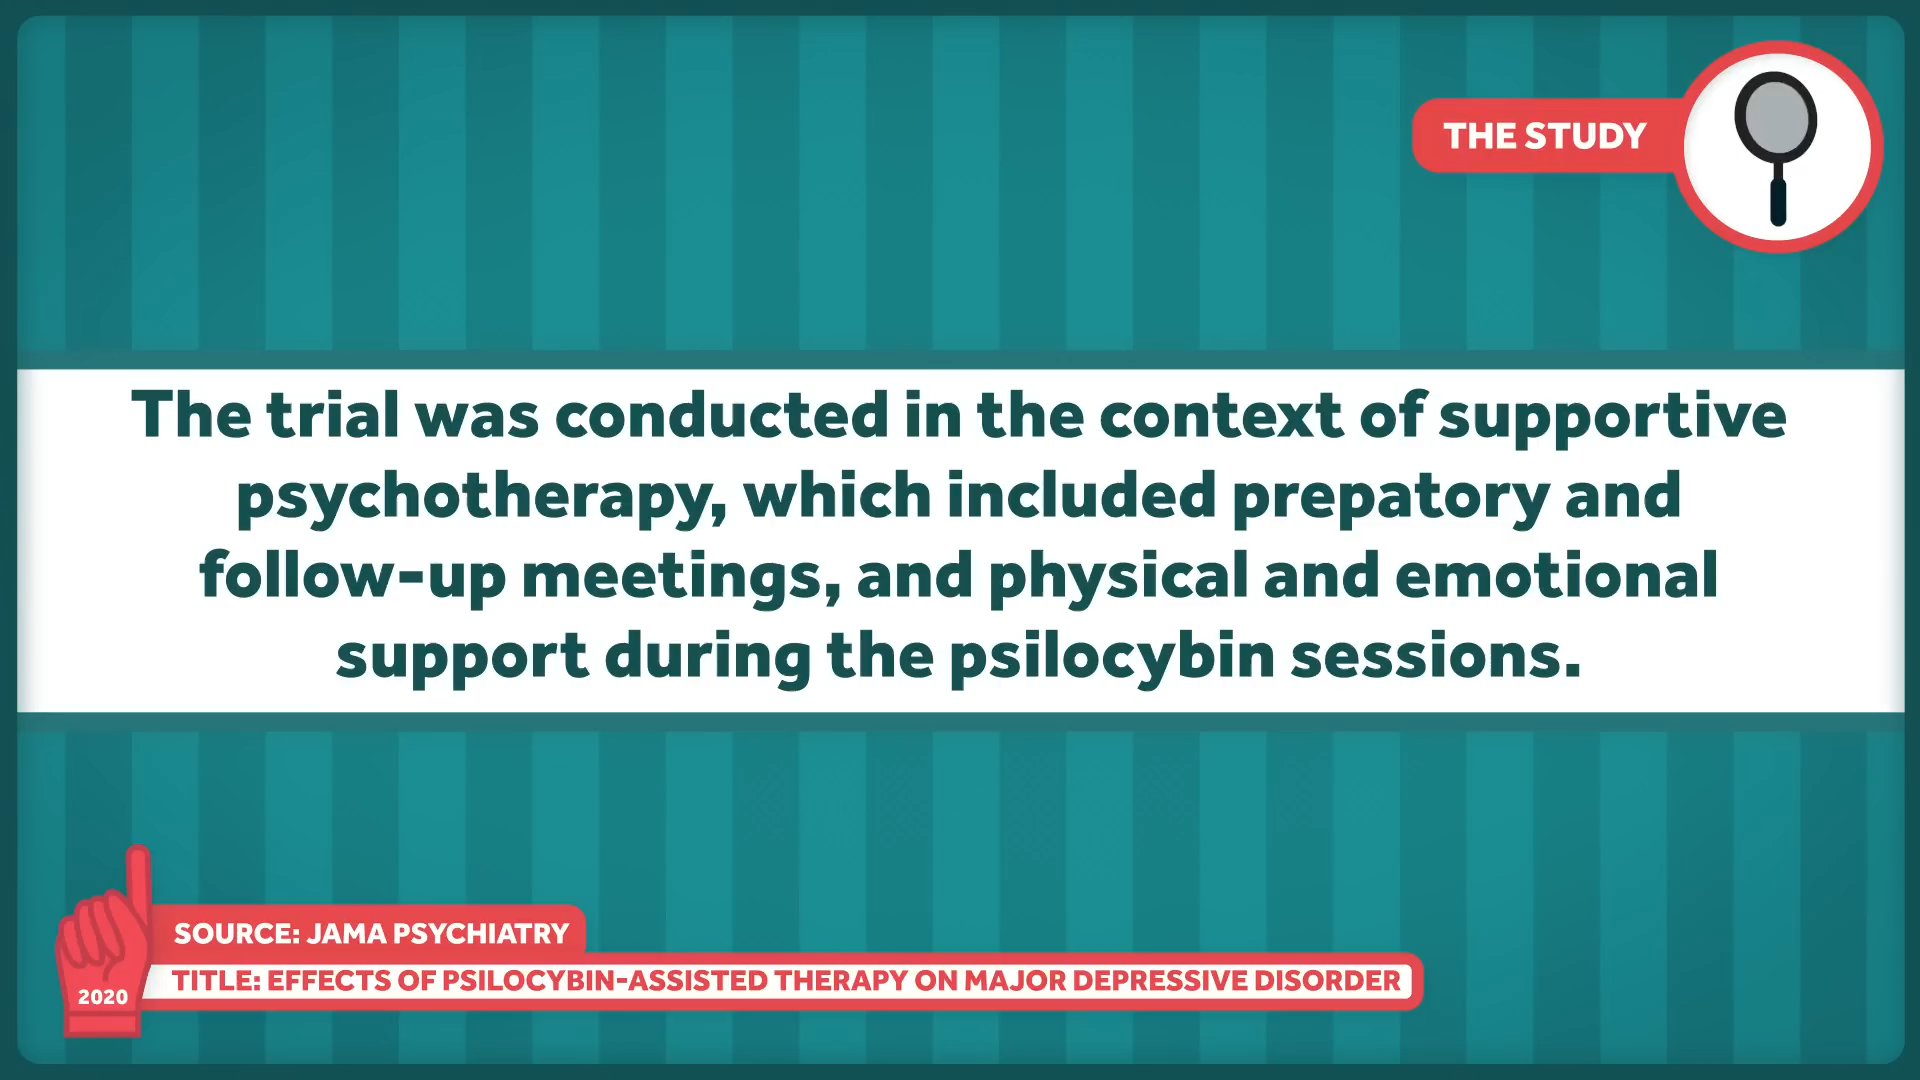 THE STUDY
The trial was conducted in the context of supportive
psychotherapy, which included prepatory and
follow-up meetings, and physical and emotional
support during the psilocybin sessions.
SOURCE: JAMA PSYCHIATRY
TITLE: EFFECTS OF PSILOCYBIN-ASSISTED THERAPY ON MAJOR DEPRESSIVE DISORDER
2020